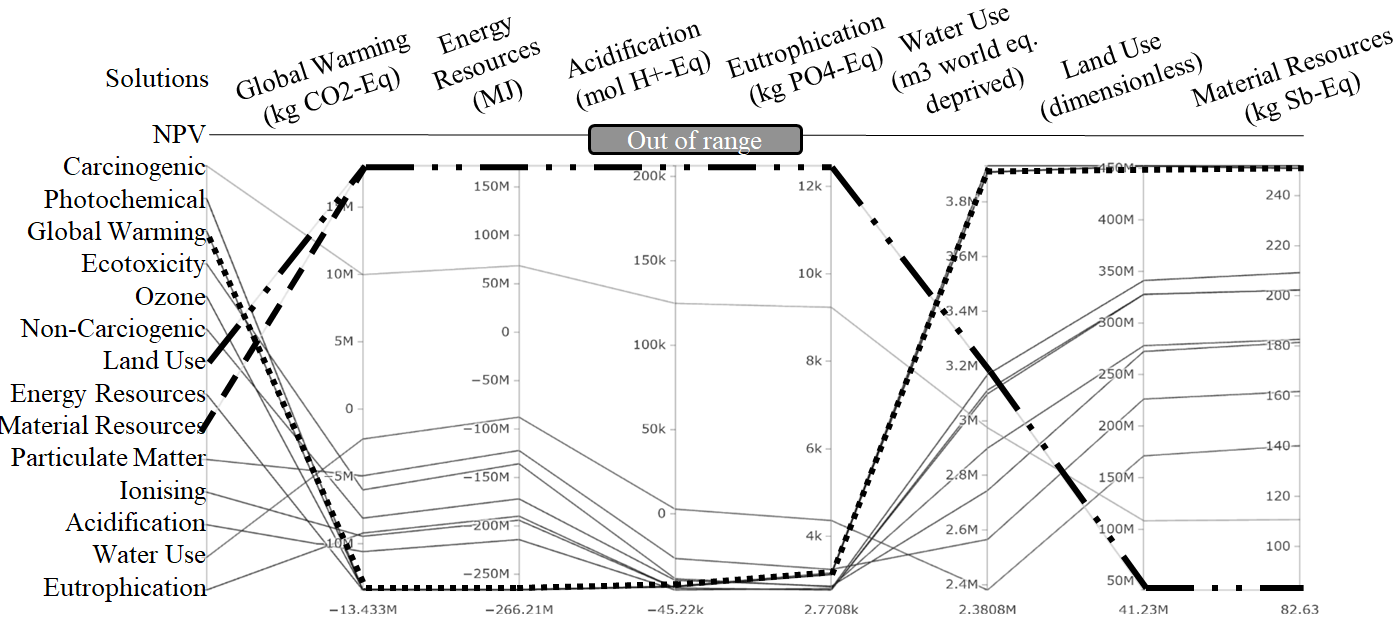 Solutions
Global Warming
(kg CO2-Eq)
Energy
Resources
(MJ)
Acidification
(mol H+-Eq)
Eutrophication
(kg PO4-Eq)
Water Use
(m3 world eq.
deprived)
Land Use
(dimensionless)
Material Resources
(kg Sb-Eq)
NPV
Out of range
Carcinogenic
Photochemical
Global Warming
Ecotoxicity
Ozone
Non-Carciogenic
Land Use
Energy Resources
Material Resources
Particulate Matter
Ionising
Acidification
Water Use
Eutrophication
10M
5M
0
−5M
−10M
−13.433M
150M
100M
50M
0
−50M
−100M
−150M
−200M
−250M
−266.21M
200k
150k
100k
50k
0
−45.22k
12k
10k
8k
6k
4k
2.7708k
3.8M
3.6M
3.4M
3.2M
3M
2.8M
2.6M
2.4M
2.3808M
450M
400M
350M
300M
250M
200M
150M
100M
50M
41.23M
240
220
200
180
160
140
120
100
82.63